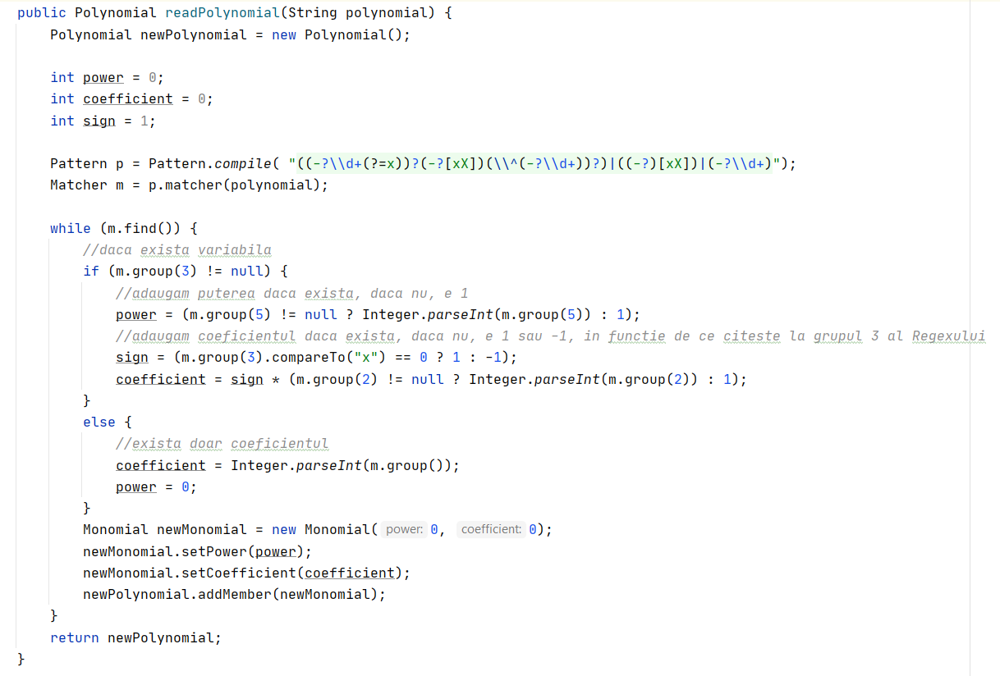 public Polynomial readPolynomial(String polynomial) {
    Polynomial newPolynomial = new Polynomial();

    int power = 0;
    int coefficient = 0;
    int sign = 1;

    Pattern p = Pattern.compile( "((-?\\d+(?=x))?(-?[xX])(\\^(-?\\d+))?)|((-?)[xX])|(-?\\d+)");
    Matcher m = p.matcher(polynomial);

    while (m.find()) {
        //daca exista variabila
        if (m.group(3) != null) {
            //adaugam puterea daca exista, daca nu, e 1
            power = (m.group(5) != null ? Integer.parseInt(m.group(5)) : 1);
            //adaugam coeficientul daca exista, daca nu, e 1 sau -1, in functie de ce citeste la grupul 3 al Regexului
            sign = (m.group(3).compareTo("x") == 0 ? 1 : -1);
            coefficient = sign * (m.group(2) != null ? Integer.parseInt(m.group(2)) : 1);
        }
        else {
            //exista doar coeficientul
            coefficient = Integer.parseInt(m.group());
            power = 0;
        }
        Monomial newMonomial = new Monomial( power: 0, coefficient: 0);
        newMonomial.setPower(power);
        newMonomial.setCoefficient(coefficient);
        newPolynomial.addMember(newMonomial);
    }
    return newPolynomial;
}